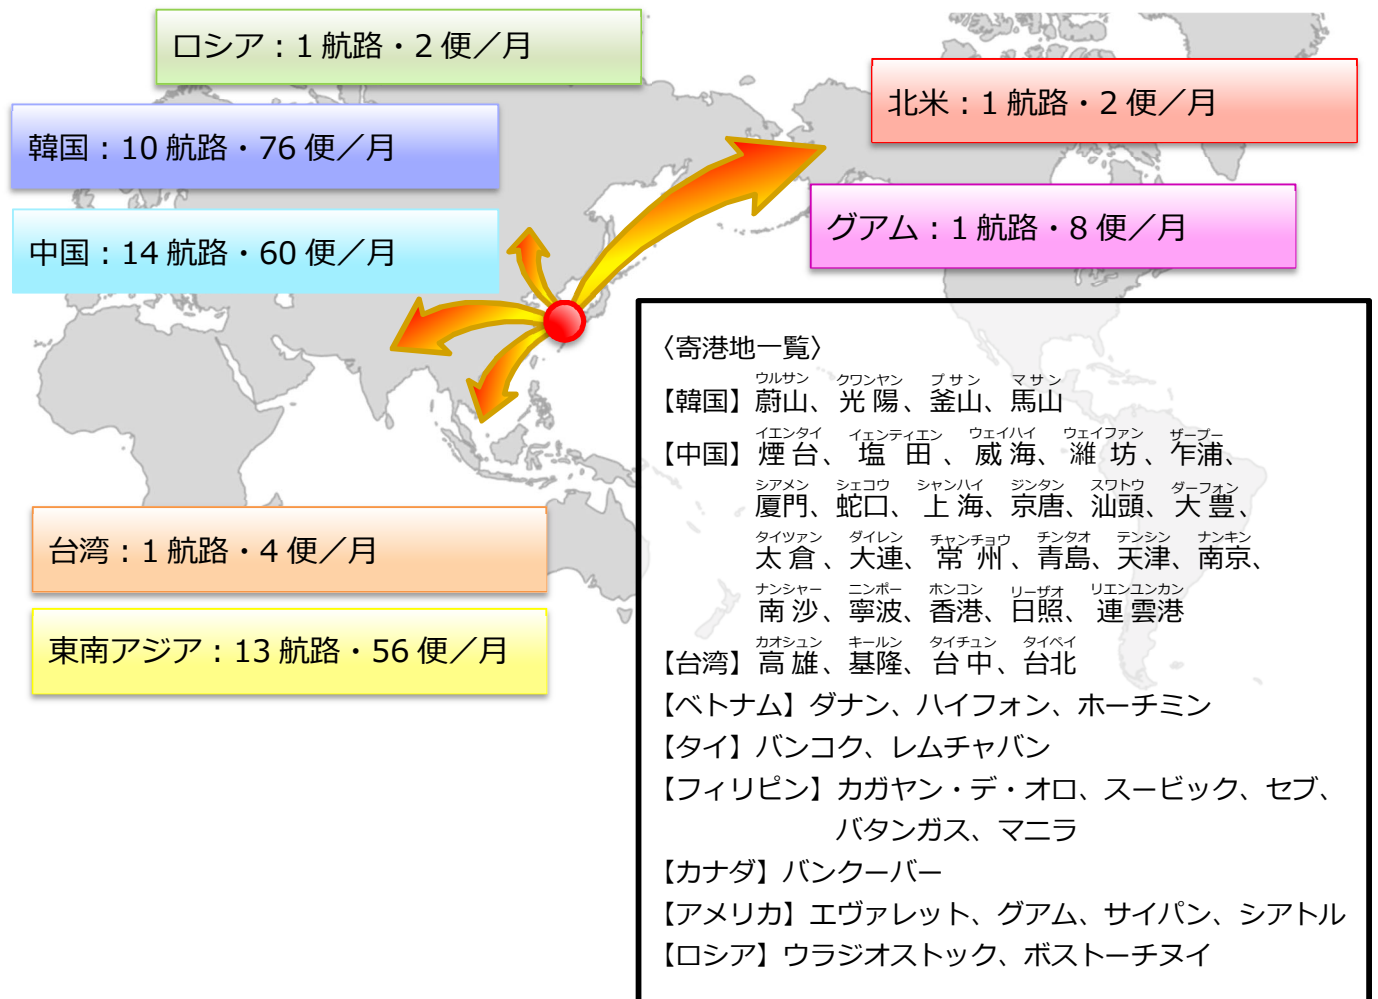 ロシア：1 航路・2 便／月
北米：1 航路・2 便／月
韓国：10 航路・76 便／月
グアム：1 航路・8 便／月
中国：14 航路・60 便／月
台湾：1 航路・4 便／月
東南アジア：13 航路・56 便／月
〈寄港地一覧〉
ウルサン クワンヤン プサン マサン
【韓国】蔚山、光陽、釜山、馬山
イエンタイ イェンティエン ウェイハイ ウェイファン ザープー
【中国】煙台、塩田、威海、濰坊、乍浦、
シアメン シェコウ シャンハイ ジンタン スワトウ ダーフォン
厦門、蛇口、上海、京唐、汕頭、大豊、
タイツァン ダイレン チャンチョウ チンタオ テンシン ナンキン
太倉、大連、常州、青島、天津、南京、
ナンシャー ニンポー ホンコン リーザオ リエンユンカン
南沙、寧波、香港、日照、連雲港
カオシュン キールン タイチュン タイペイ
【台湾】高雄、基隆、台中、台北
【ベトナム】ダナン、ハイフォン、ホーチミン
【タイ】バンコク、レムチャバン
【フィリピン】カガヤン・デ・オロ、スービック、セブ、
バタンガス、マニラ
【カナダ】バンクーバー
【アメリカ】エヴァレット、グアム、サイパン、シアトル
【ロシア】ウラジオストック、ボストーチヌイ